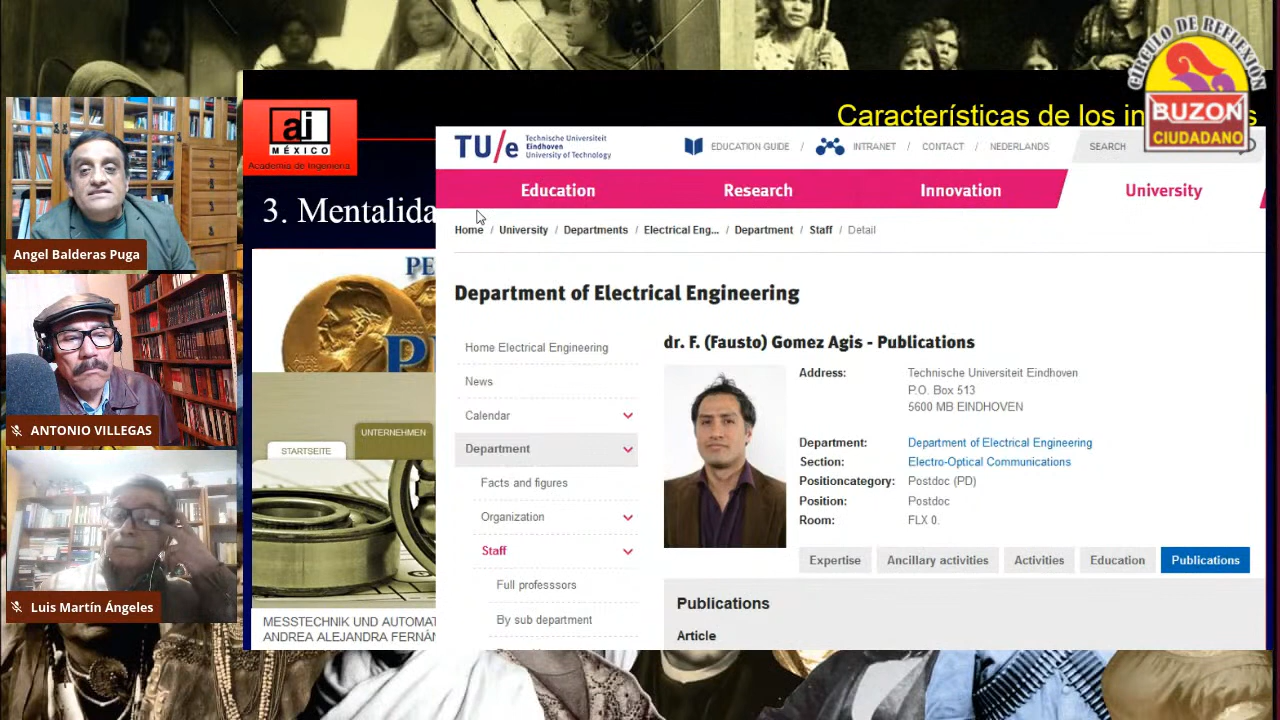 CÍRCULO DE REFLEXIÓN
BUZON
CIUDADANO
ai
MÉXICO
Academia de Ingeniería
Características de los in
s
3. Mentalida
PE
P
Angel Balderas Puga
ANTONIO VILLEGAS
Luis Martín Ángeles
STARTSEITE
UNTERNEHMEN
MESSTECHNIK UND AUTOMAT
ANDREA ALEJANDRA FERNÁN
TU/e
Technische Universiteit
Eindhoven
University of Technology
EDUCATION GUIDE / INTRANET / CONTACT / NEDERLANDS
SEARCH
Education Research Innovation University
Home / University / Departments / Electrical Eng... / Department / Staff / Detail
Department of Electrical Engineering
Home Electrical Engineering
News
Calendar
Department
Facts and figures
Organization
Staff
Full professsors
By sub department
dr. F. (Fausto) Gomez Agis - Publications
Address: Technische Universiteit Eindhoven
P.O. Box 513
5600 MB EINDHOVEN
Department: Department of Electrical Engineering
Section: Electro-Optical Communications
Positioncategory: Postdoc (PD)
Position: Postdoc
Room: FLX 0.
Expertise Ancillary activities Activities Education Publications
Publications
Article